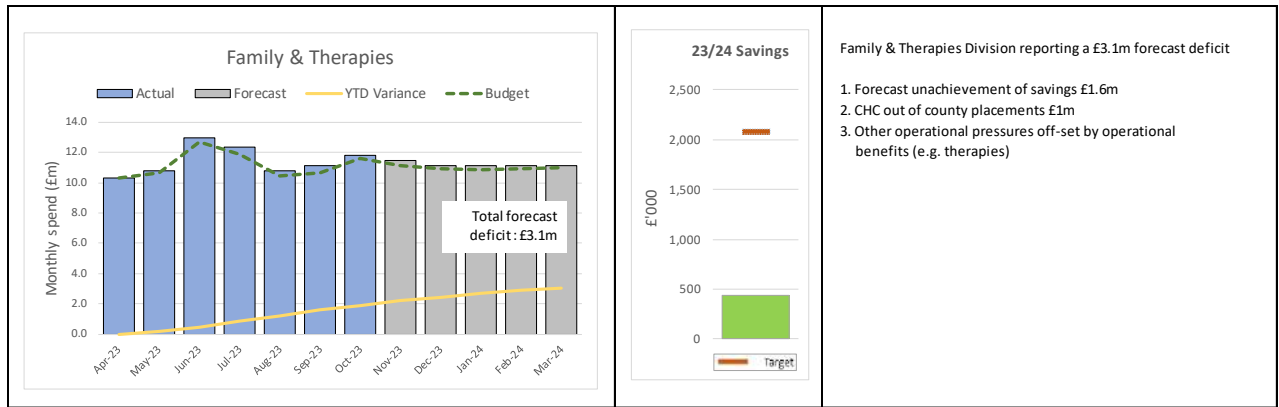 Family & Therapies
Actual Forecast YTD Variance Budget
14.0
12.0
10.0
8.0
6.0
4.0
2.0
0.0
Monthly spend (£m)
Total forecast
deficit : £3.1m
Apr-23 May-23 Jun-23 Jul-23 Aug-23 Sep-23 Oct-23 Nov-23 Dec-23 Jan-24 Feb-24 Mar-24
23/24 Savings
2,500
2,000
1,500
1,000
500
0
£'000
Target
Family & Therapies Division reporting a £3.1m forecast deficit
1. Forecast unachievement of savings £1.6m
2. CHC out of county placements £1m
3. Other operational pressures off-set by operational
benefits (e.g. therapies)